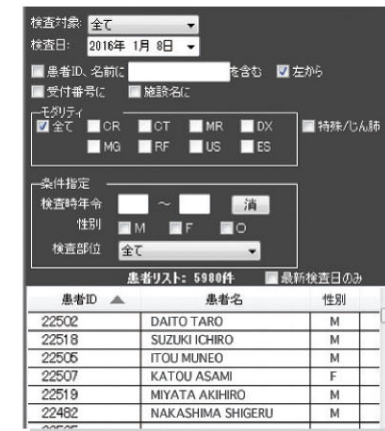 検査対象: 全て
検査日: 2016年 1月 8日
患者ID、名前に を含む 左から
受付番号に 施設名に
モダリティ
全て CR CT MR DX 特殊/じん肺
MG RF US ES
条件指定
検査時年令 ～ 消
性別 M F O
検査部位 全て
患者リスト: 5980件 最新検査日のみ
患者ID 患者名 性別
22502 DAITO TARO M
22518 SUZUKI ICHIRO M
22505 ITOU MUNEO M
22507 KATOU ASAMI F
22519 MIYATA AKIHIRO M
22482 NAKASHIMA SHIGERU M